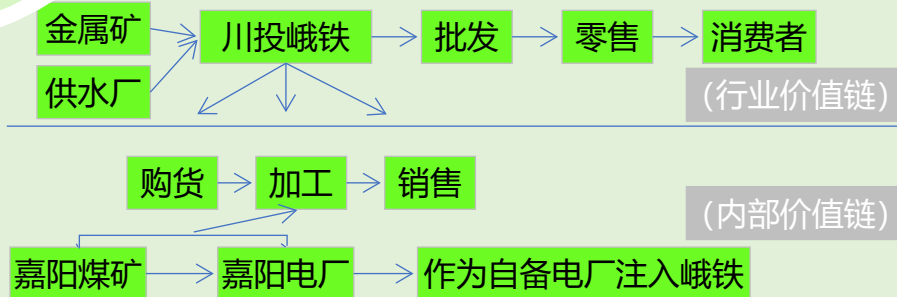 金属矿
川投峨铁
批发
零售
消费者
供水厂
（行业价值链）
购货
加工
销售
（内部价值链）
嘉阳煤矿
嘉阳电厂
作为自备电厂注入峨铁